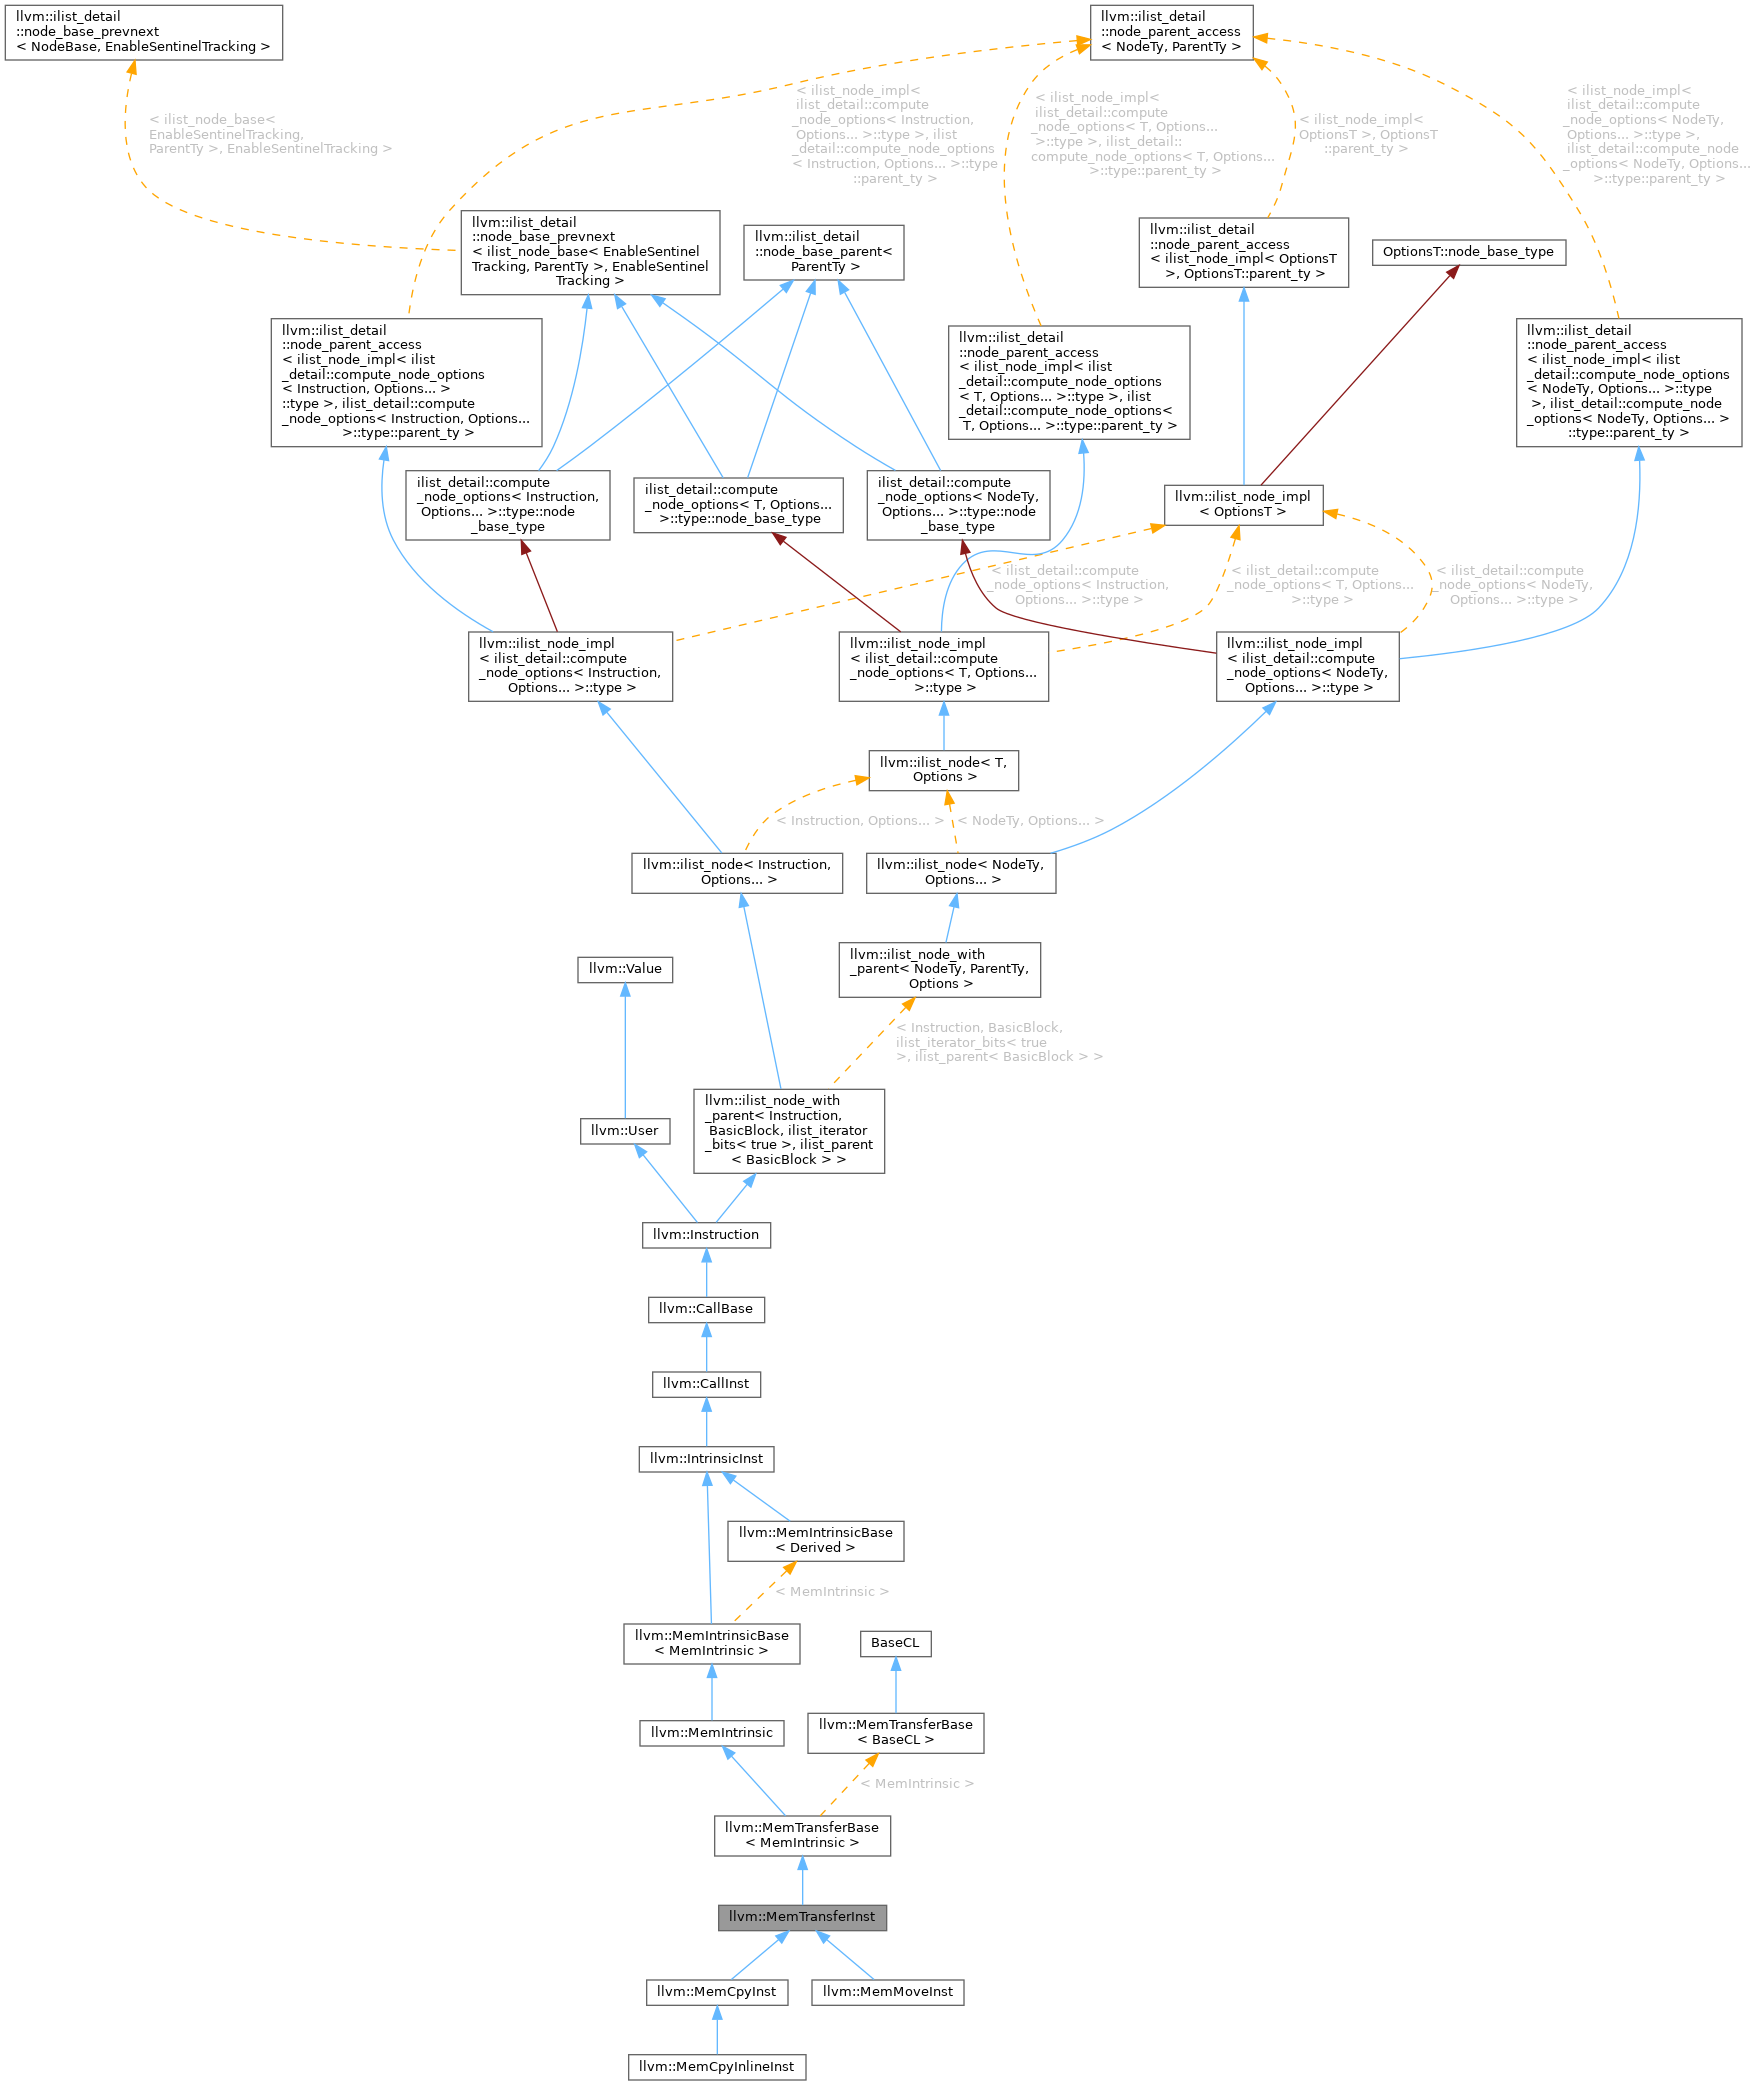 llvm::ilist_detail
::node_base_prevnext
< NodeBase, EnableSentinelTracking >
llvm::ilist_detail
::node_parent_access
< NodeTy, ParentTy >
< ilist_node_base<
EnableSentinelTracking,
ParentTy >, EnableSentinelTracking >
< ilist_node_impl<
ilist_detail::compute
_node_options< Instruction,
Options... >::type >, ilist
_detail::compute_node_options
< Instruction, Options... >::type
::parent_ty >
< ilist_node_impl<
ilist_detail::compute
_node_options< T, Options...
>::type >, ilist_detail::
compute_node_options< T, Options...
>::type::parent_ty >
< ilist_node_impl<
OptionsT >, OptionsT
::parent_ty >
< ilist_node_impl<
ilist_detail::compute
_node_options< NodeTy,
Options... >::type >,
ilist_detail::compute_node
_options< NodeTy, Options...
>::type::parent_ty >
llvm::ilist_detail
::node_base_prevnext
< ilist_node_base< EnableSentinel
Tracking, ParentTy >, EnableSentinel
Tracking >
llvm::ilist_detail
::node_base_parent<
ParentTy >
llvm::ilist_detail
::node_parent_access
< ilist_node_impl< OptionsT
>, OptionsT::parent_ty >
OptionsT::node_base_type
llvm::ilist_detail
::node_parent_access
< ilist_node_impl< ilist
_detail::compute_node_options
< Instruction, Options... >
::type >, ilist_detail::compute
_node_options< Instruction, Options...
>::type::parent_ty >
llvm::ilist_detail
::node_parent_access
< ilist_node_impl< ilist
_detail::compute_node_options
< T, Options... >::type >, ilist
_detail::compute_node_options<
T, Options... >::type::parent_ty >
llvm::ilist_detail
::node_parent_access
< ilist_node_impl< ilist
_detail::compute_node_options
< NodeTy, Options... >::type
>, ilist_detail::compute_node
_options< NodeTy, Options... >
::type::parent_ty >
ilist_detail::compute
_node_options< Instruction,
Options... >::type::node
_base_type
ilist_detail::compute
_node_options< T, Options...
>::type::node_base_type
ilist_detail::compute
_node_options< NodeTy,
Options... >::type::node
_base_type
llvm::ilist_node_impl
< OptionsT >
< ilist_detail::compute
_node_options< Instruction,
Options... >::type >
< ilist_detail::compute
_node_options< T, Options...
>::type >
< ilist_detail::compute
_node_options< NodeTy,
Options... >::type >
llvm::ilist_node_impl
< ilist_detail::compute
_node_options< Instruction,
Options... >::type >
llvm::ilist_node_impl
< ilist_detail::compute
_node_options< T, Options...
>::type >
llvm::ilist_node_impl
< ilist_detail::compute
_node_options< NodeTy,
Options... >::type >
llvm::ilist_node< T,
Options >
< Instruction, Options... >
< NodeTy, Options... >
llvm::ilist_node< Instruction,
Options... >
llvm::ilist_node< NodeTy,
Options... >
llvm::ilist_node_with
_parent< NodeTy, ParentTy,
Options >
llvm::Value
< Instruction, BasicBlock,
ilist_iterator_bits< true
>, ilist_parent< BasicBlock > >
llvm::ilist_node_with
_parent< Instruction,
BasicBlock, ilist_iterator
_bits< true >, ilist_parent
< BasicBlock > >
llvm::User
llvm::Instruction
llvm::CallBase
llvm::CallInst
llvm::IntrinsicInst
llvm::MemIntrinsicBase
< Derived >
< MemIntrinsic >
llvm::MemIntrinsicBase
< MemIntrinsic >
BaseCL
llvm::MemIntrinsic
llvm::MemTransferBase
< BaseCL >
< MemIntrinsic >
llvm::MemTransferBase
< MemIntrinsic >
llvm::MemTransferInst
llvm::MemCpyInst
llvm::MemMoveInst
llvm::MemCpyInlineInst